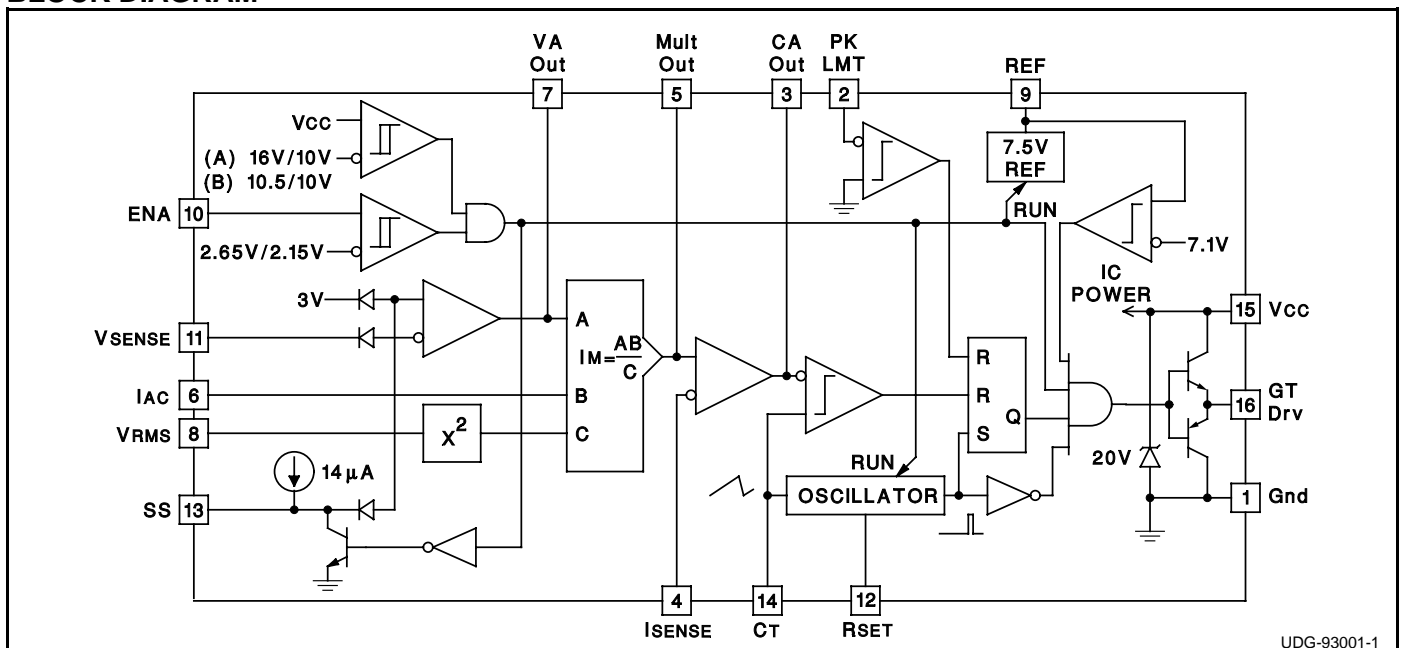 VA Out
7
Mult Out
5
CA Out
3
PK LMT
2
REF
9
VCC
(A) 16V/10V
(B) 10.5/10V
7.5V REF
ENA 10
RUN
2.65V/2.15V
7.1V
IC POWER
3V
15 VCC
VSENSE 11
A
IM=AB/C
R
IAC 6
B
R
16 GT Drv
Q
VRMS 8
X²
C
S
20V
RUN
14μA
OSCILLATOR
1 Gnd
SS 13
4
ISENSE
14
CT
12
RSET
UDG-93001-1